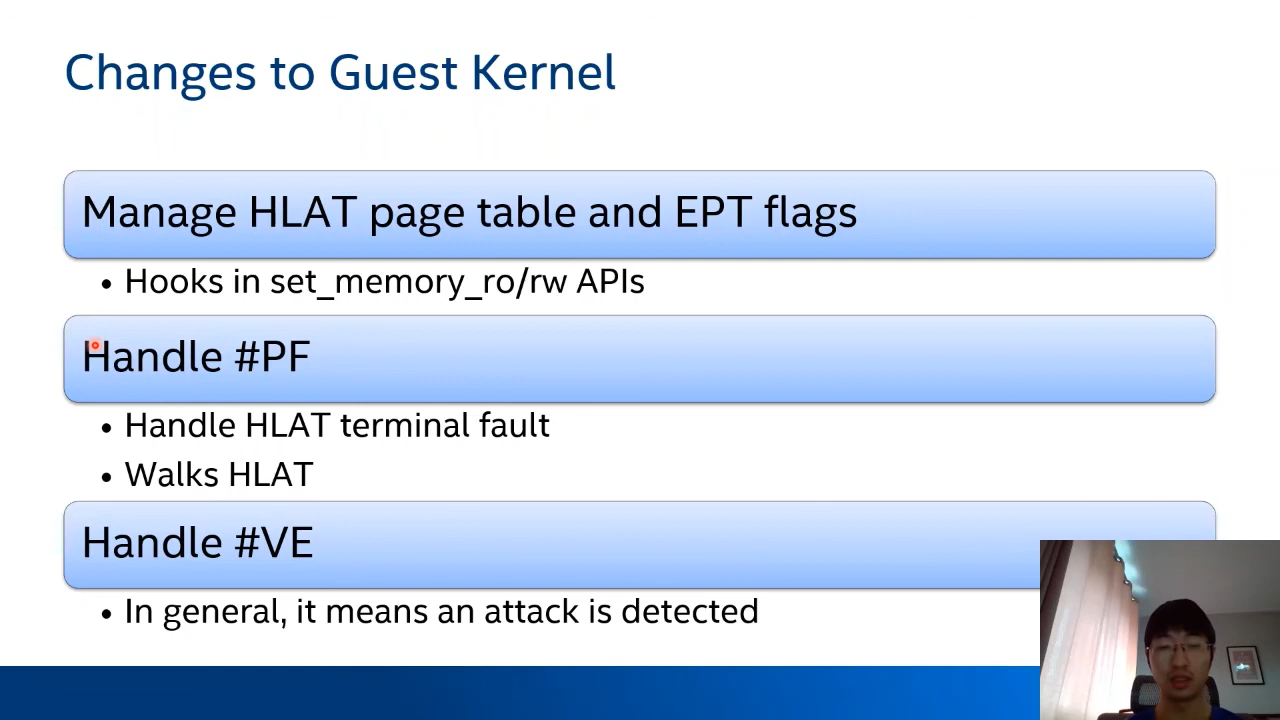 Changes to Guest Kernel
Manage HLAT page table and EPT flags
• Hooks in set_memory_ro/rw APIs
Handle #PF
• Handle HLAT terminal fault
• Walks HLAT
Handle #VE
• In general, it means an attack is detected